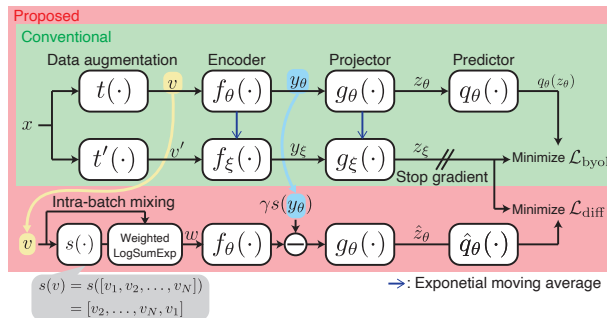 Proposed
Conventional
Data augmentation Encoder Projector Predictor
t(·) v f_θ(·) y_θ g_θ(·) z_θ q_θ(·) q_θ(z_θ)
x
t′(·) v′ f_ξ(·) y_ξ g_ξ(·) z_ξ Minimize ℒ_byol
Stop gradient
Intra-batch mixing γs(y_θ) Minimize ℒ_diff
v s(·) Weighted LogSumExp w f_θ(·) − g_θ(·) ẑ_θ q̂_θ(·)
s(v) = s([v_1, v_2, . . . , v_N])
= [v_2, . . . , v_N, v_1]
→: Exponetial moving average